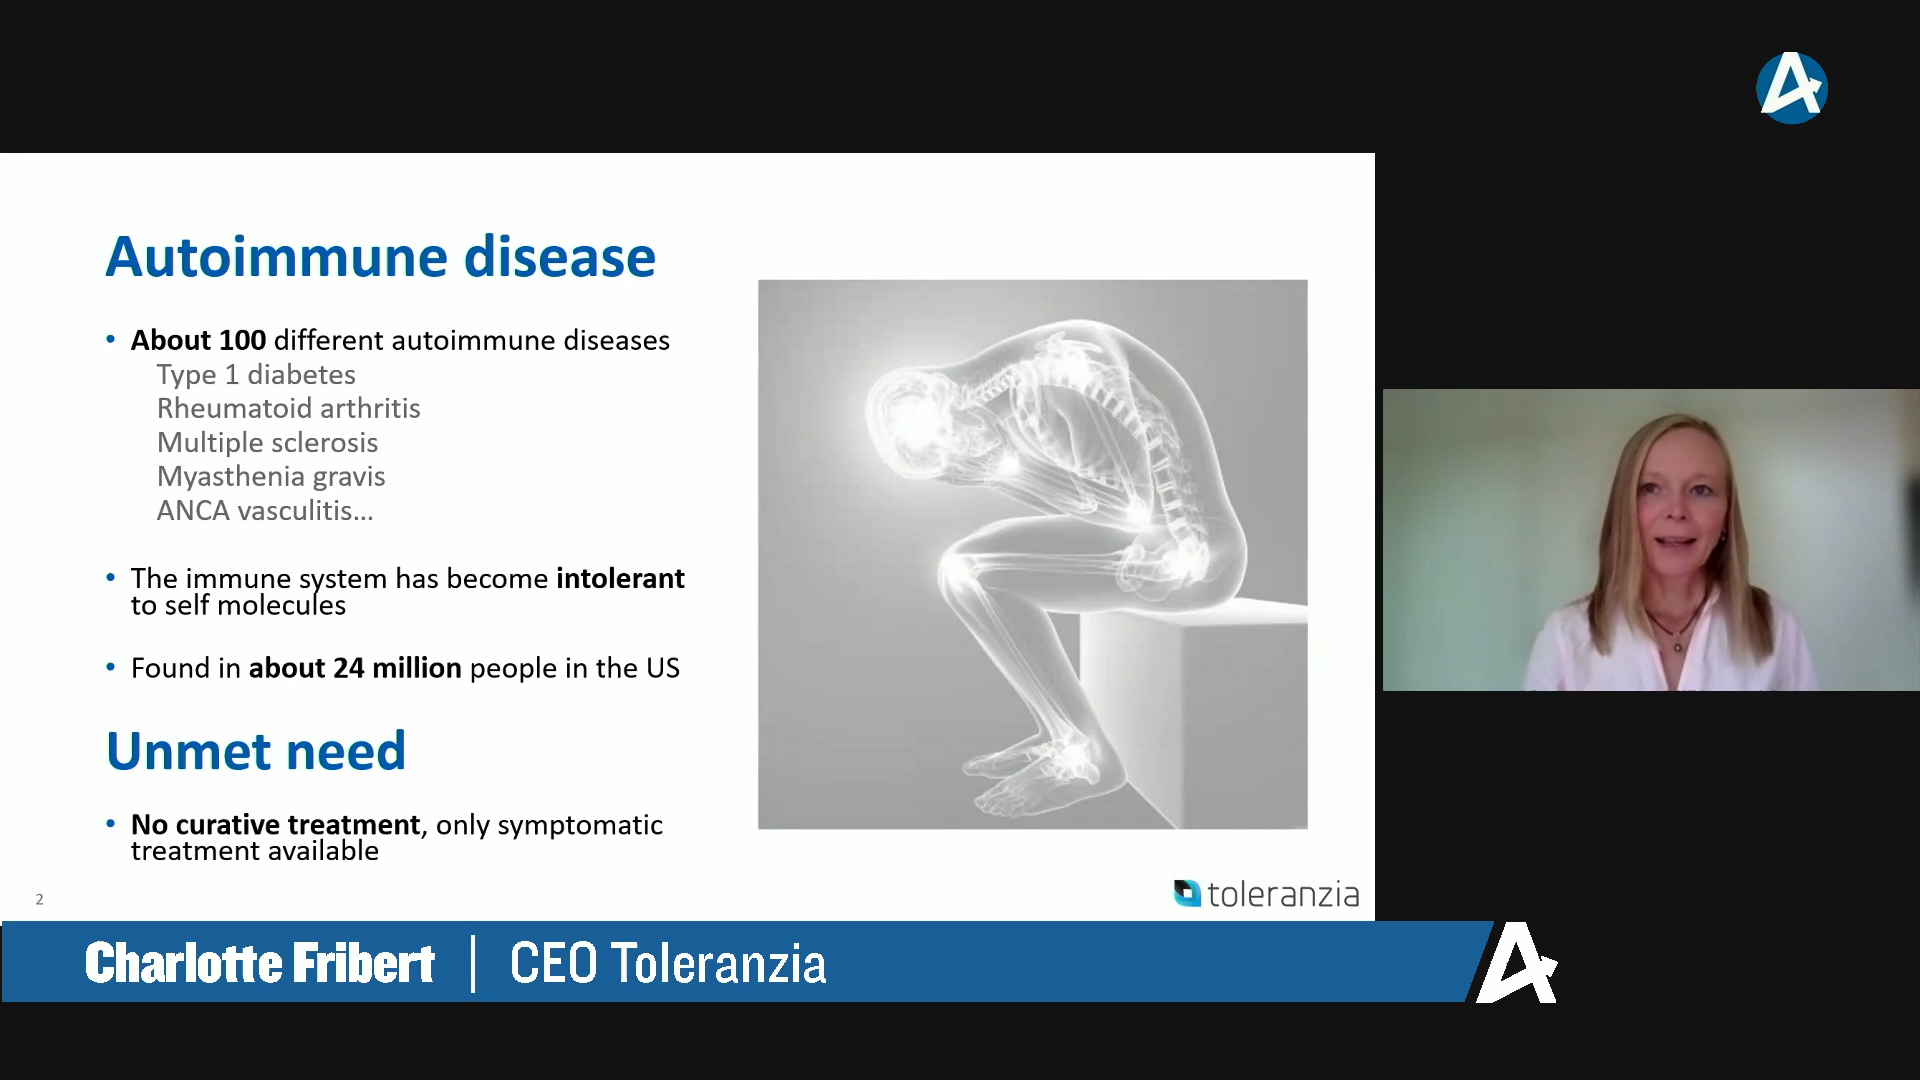 Autoimmune disease
• About 100 different autoimmune diseases
Type 1 diabetes
Rheumatoid arthritis
Multiple sclerosis
Myasthenia gravis
ANCA vasculitis...
• The immune system has become intolerant
to self molecules
• Found in about 24 million people in the US
Unmet need
• No curative treatment, only symptomatic
treatment available
2
toleranzia
Charlotte Fribert | CEO Toleranzia